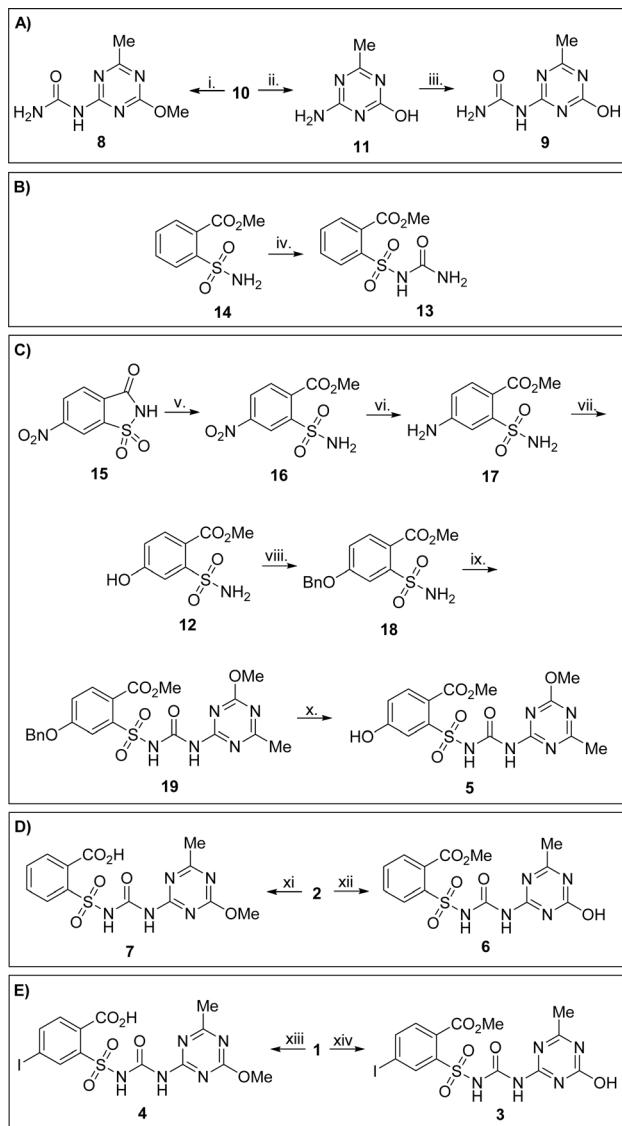 A)
Me
O
N N
H2N N H N OMe
8
i.
10
ii.
Me
N N
H2N N OH
11
iii.
Me
O
N N
H2N N H N OH
9
B)
CO2Me
O
S
O NH2
14
iv.
CO2Me
O O
S
O N H NH2
13
C)
O
NH
O2N S O
O
15
v.
CO2Me
O
O2N S
O NH2
16
vi.
CO2Me
O
H2N S
O NH2
17
vii.
CO2Me
O
HO S
O NH2
12
viii.
CO2Me
O
BnO S
O NH2
18
ix.
OMe
CO2Me
O O N N
BnO S
O N H N H N Me
19
x.
OMe
CO2Me
O O N N
HO S
O N H N H N Me
5
D)
Me
CO2H
O O N N
S
O N H N H N OMe
7
xi
2
xii
Me
CO2Me
O O N N
S
O N H N H N OH
6
E)
Me
CO2H
O O N N
I S
O N H N H N OMe
4
xiii
1
xiv
Me
CO2Me
O O N N
I S
O N H N H N OH
3